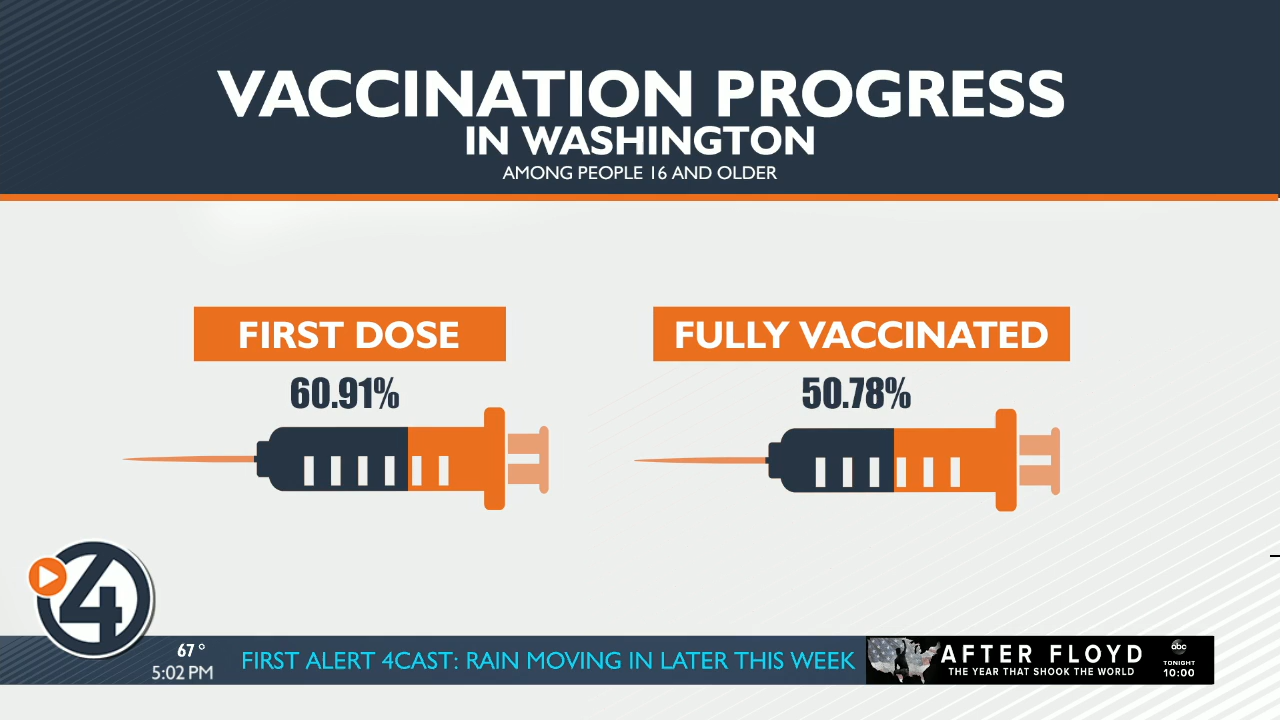 VACCINATION PROGRESS
IN WASHINGTON
AMONG PEOPLE 16 AND OLDER
FIRST DOSE
60.91%
FULLY VACCINATED
50.78%
4
67°
5:02 PM
FIRST ALERT 4CAST: RAIN MOVING IN LATER THIS WEEK
AFTER FLOYD
THE YEAR THAT SHOOK THE WORLD
abc
TONIGHT
10:00